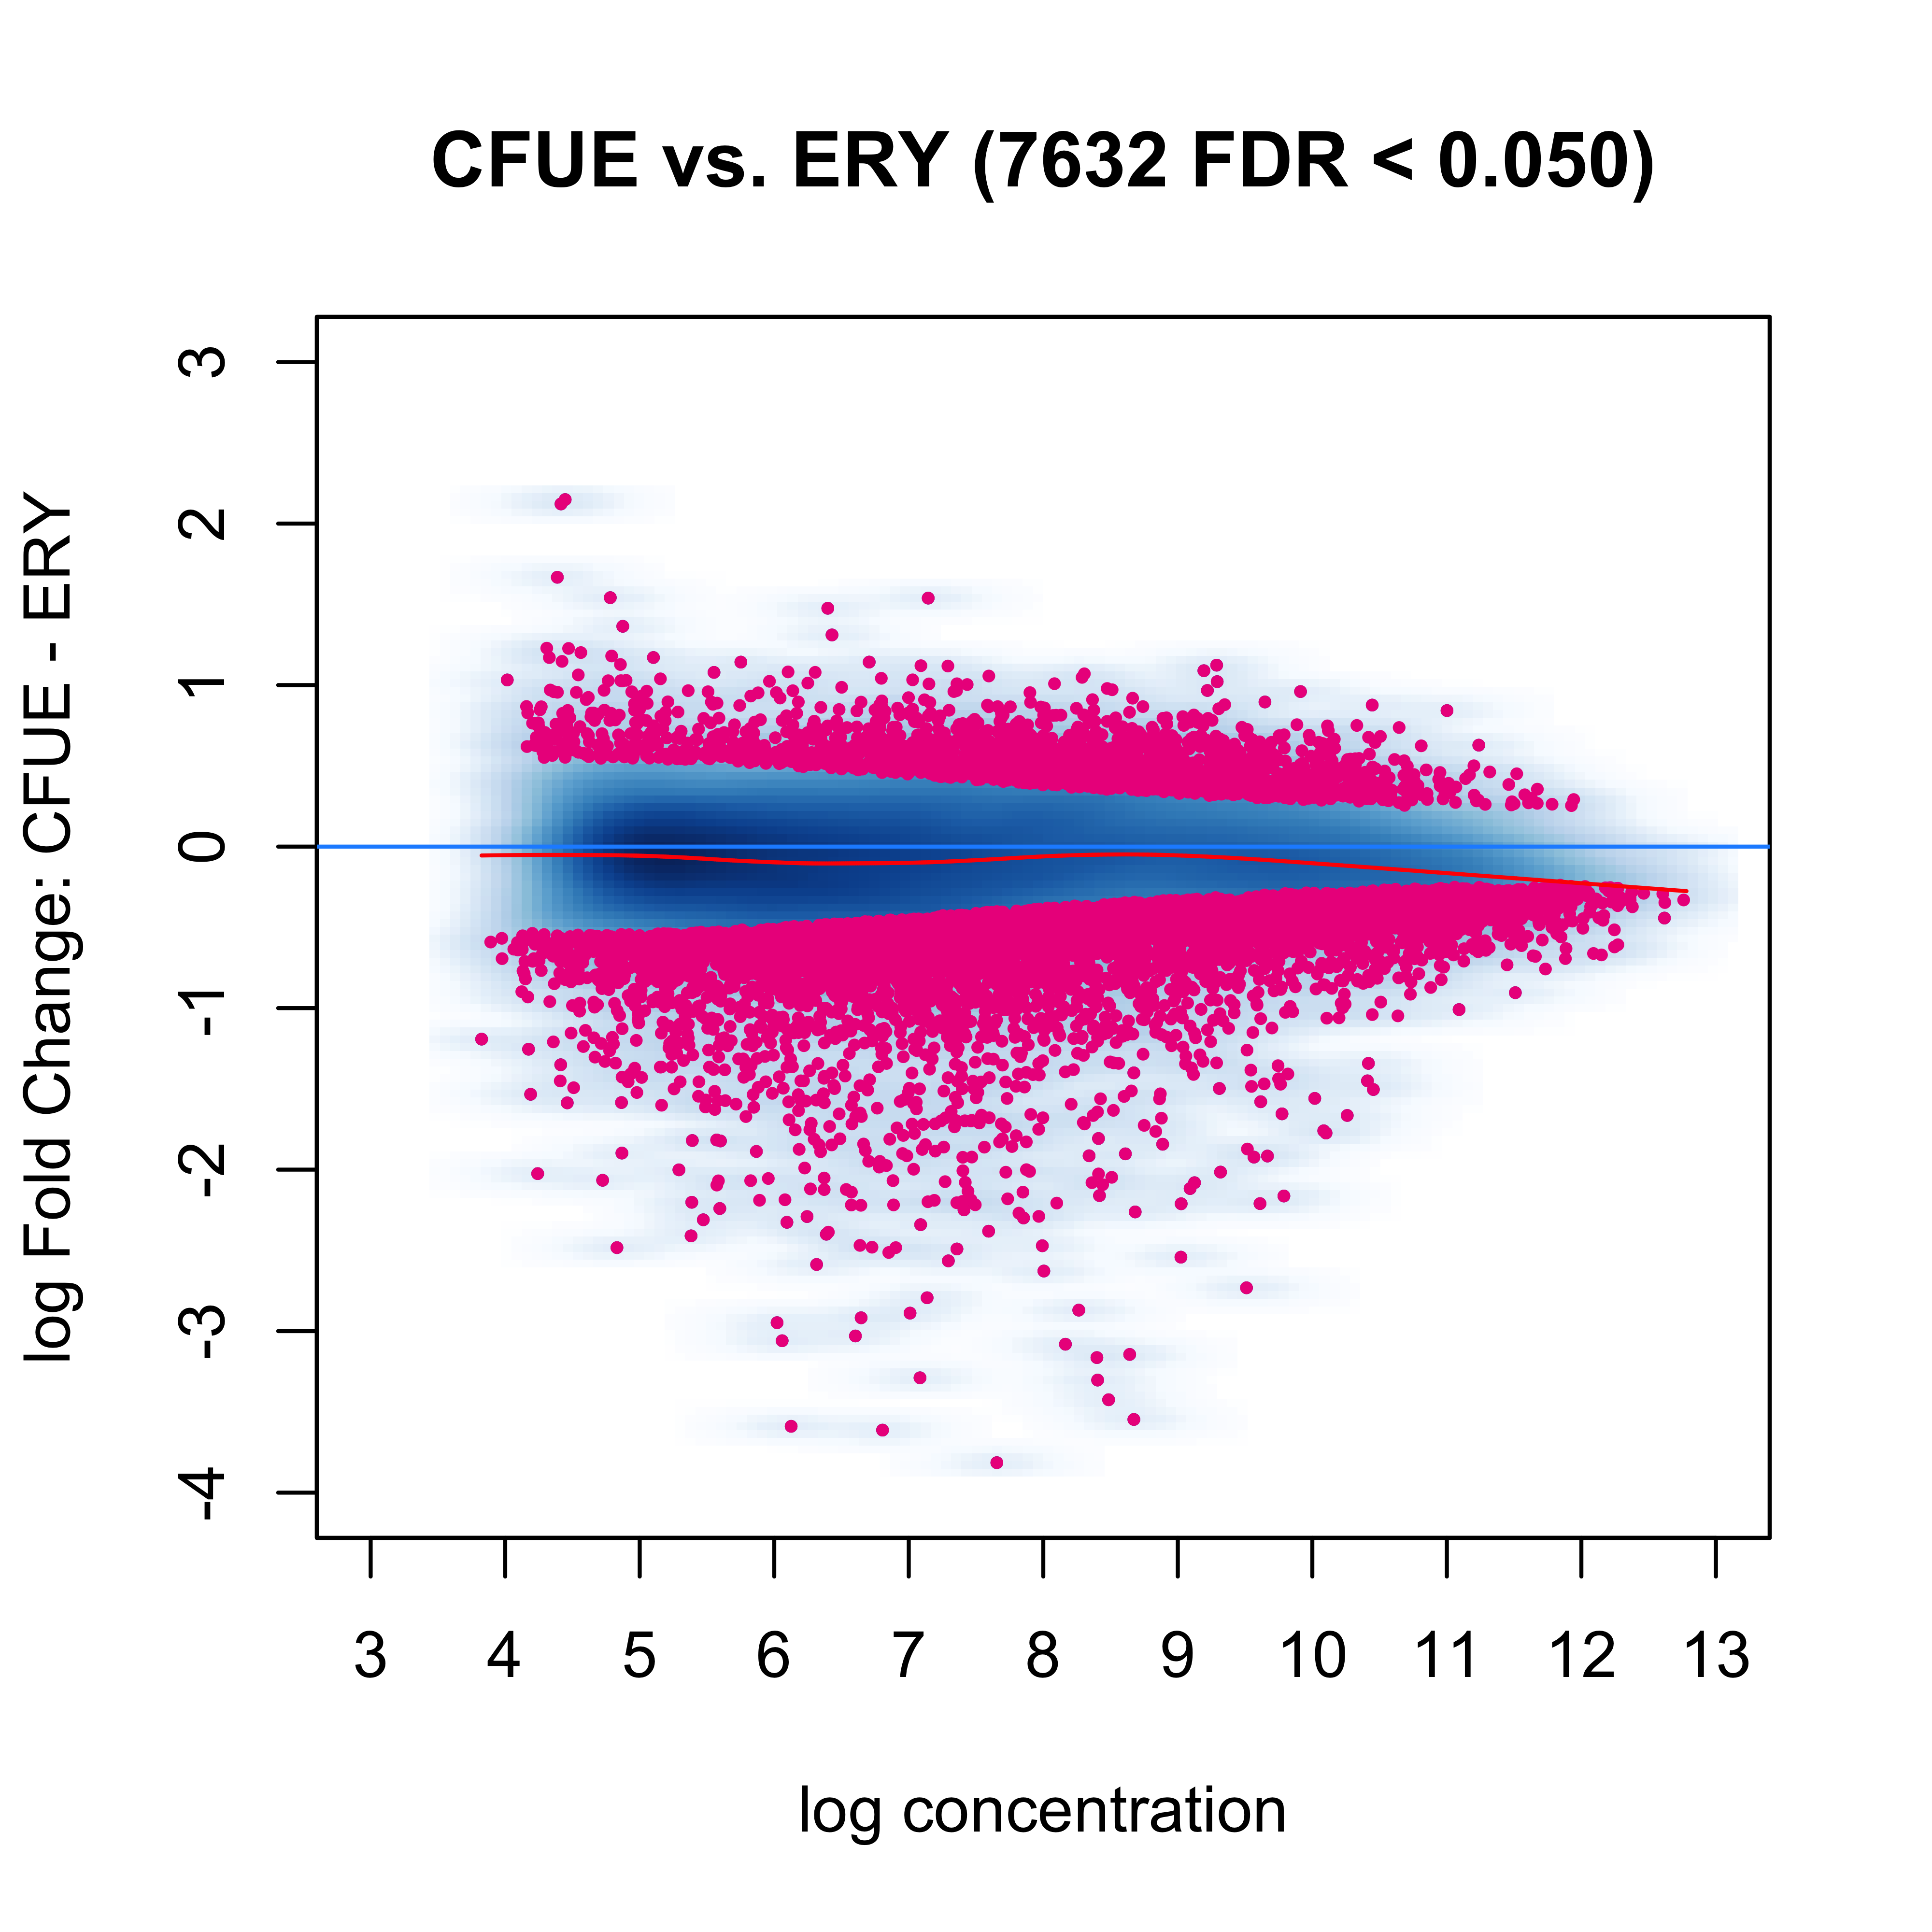 CFUE vs. ERY (7632 FDR < 0.050)
log Fold Change: CFUE - ERY
3
2
1
0
-1
-2
-3
-4
3 4 5 6 7 8 9 10 11 12 13
log concentration